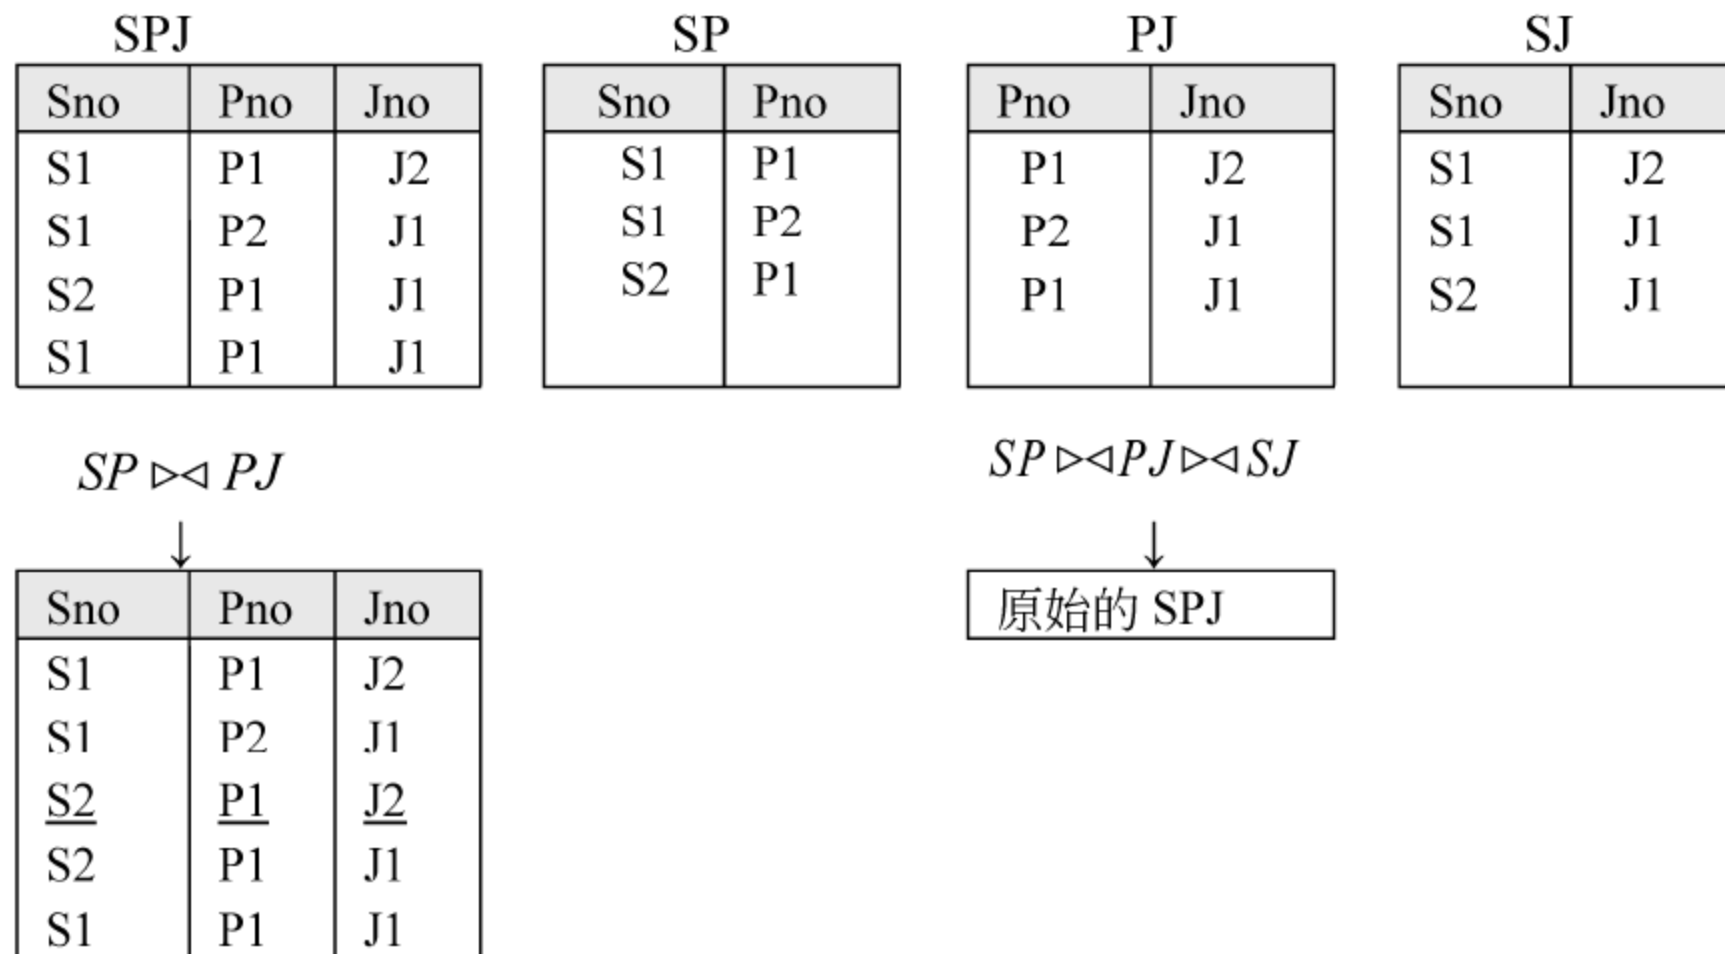 SPJ SP PJ SJ
Sno Pno Jno Sno Pno Pno Jno Sno Jno
S1 P1 J2 S1 P1 P1 J2 S1 J2
S1 P2 J1 S1 P2 P2 J1 S1 J1
S2 P1 J1 S2 P1 P1 J1 S2 J1
S1 P1 J1
SP ▷◁ PJ SP ▷◁ PJ ▷◁ SJ
↓ ↓
Sno Pno Jno 原始的 SPJ
S1 P1 J2
S1 P2 J1
S2 P1 J2
S2 P1 J1
S1 P1 J1